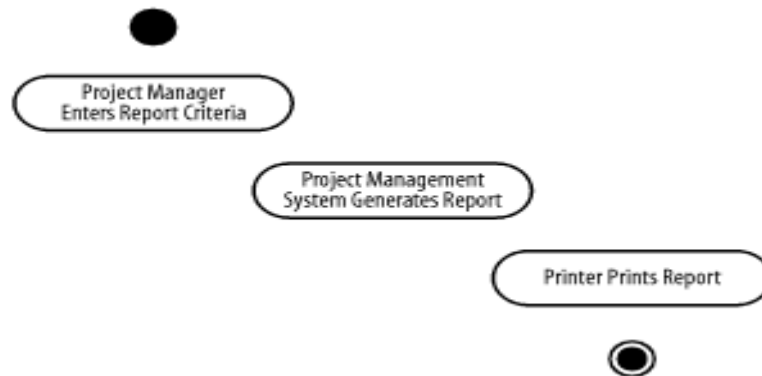 Project Manager
Enters Report Criteria
Project Management
System Generates Report
Printer Prints Report